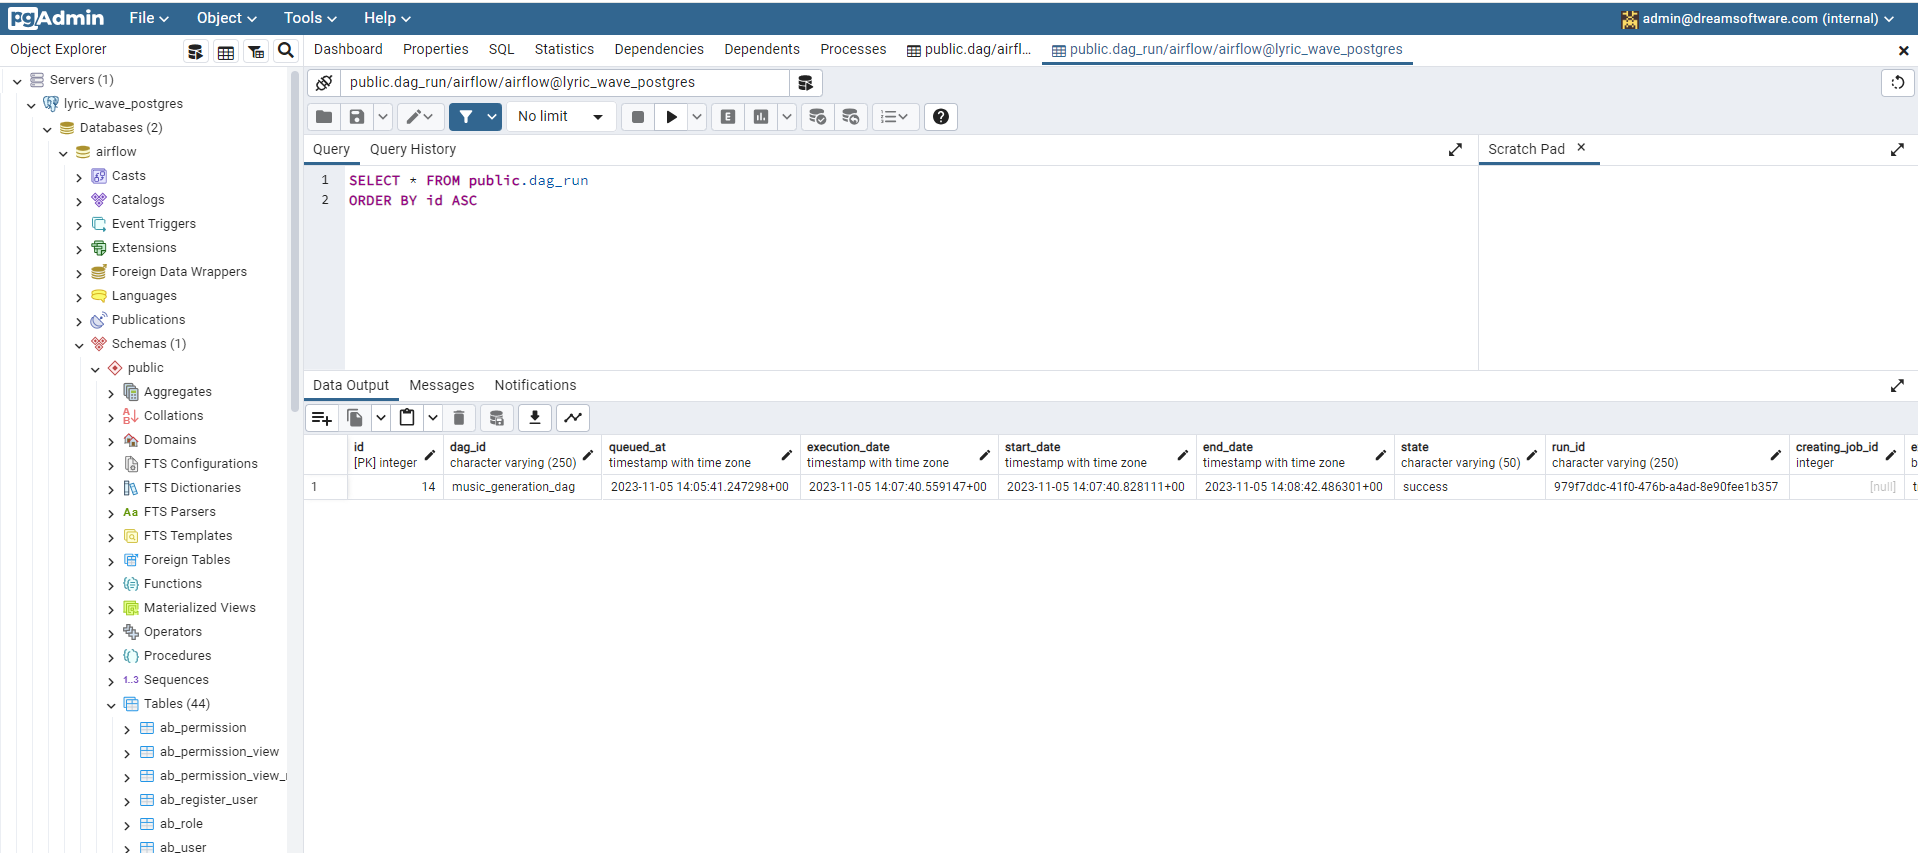 pgAdmin File Object Tools Help admin@dreamsoftware.com (internal)
Object Explorer
Dashboard Properties SQL Statistics Dependencies Dependents Processes public.dag/airfl... public.dag_run/airflow/airflow@lyric_wave_postgres
Servers (1)
lyric_wave_postgres
Databases (2)
airflow
Casts
Catalogs
Event Triggers
Extensions
Foreign Data Wrappers
Languages
Publications
Schemas (1)
public
Aggregates
Collations
Domains
FTS Configurations
FTS Dictionaries
FTS Parsers
FTS Templates
Foreign Tables
Functions
Materialized Views
Operators
Procedures
1..3 Sequences
Tables (44)
ab_permission
ab_permission_view
ab_permission_view_
ab_register_user
ab_role
ab_user
public.dag_run/airflow/airflow@lyric_wave_postgres
No limit
Query Query History
Scratch Pad
1 SELECT * FROM public.dag_run
2 ORDER BY id ASC
Data Output Messages Notifications
id dag_id queued_at execution_date start_date end_date state run_id creating_job_id e
[PK] integer character varying (250) timestamp with time zone timestamp with time zone timestamp with time zone timestamp with time zone character varying (50) character varying (250) integer b
1 14 music_generation_dag 2023-11-05 14:05:41.247298+00 2023-11-05 14:07:40.559147+00 2023-11-05 14:07:40.828111+00 2023-11-05 14:08:42.486301+00 success 979f7ddc-41f0-476b-a4ad-8e90fee1b357 [null] t